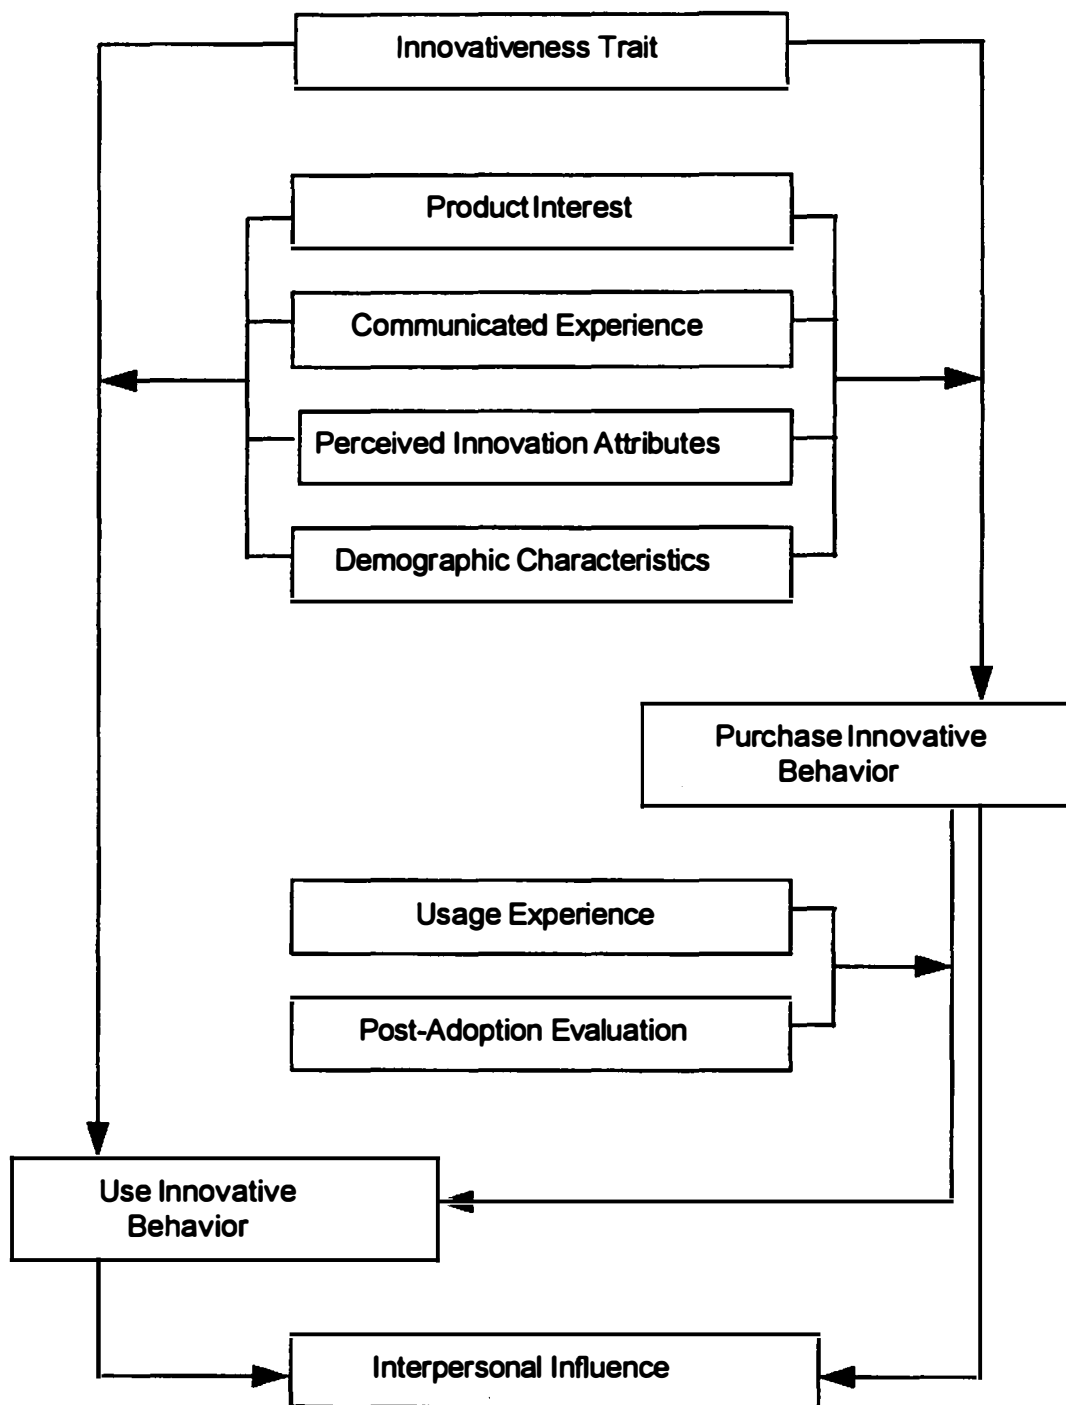 Innovativeness Trait
Product Interest
Communicated Experience
Perceived Innovation Attributes
Demographic Characteristics
Purchase Innovative
Behavior
Usage Experience
Post-Adoption Evaluation
Use Innovative
Behavior
Interpersonal Influence